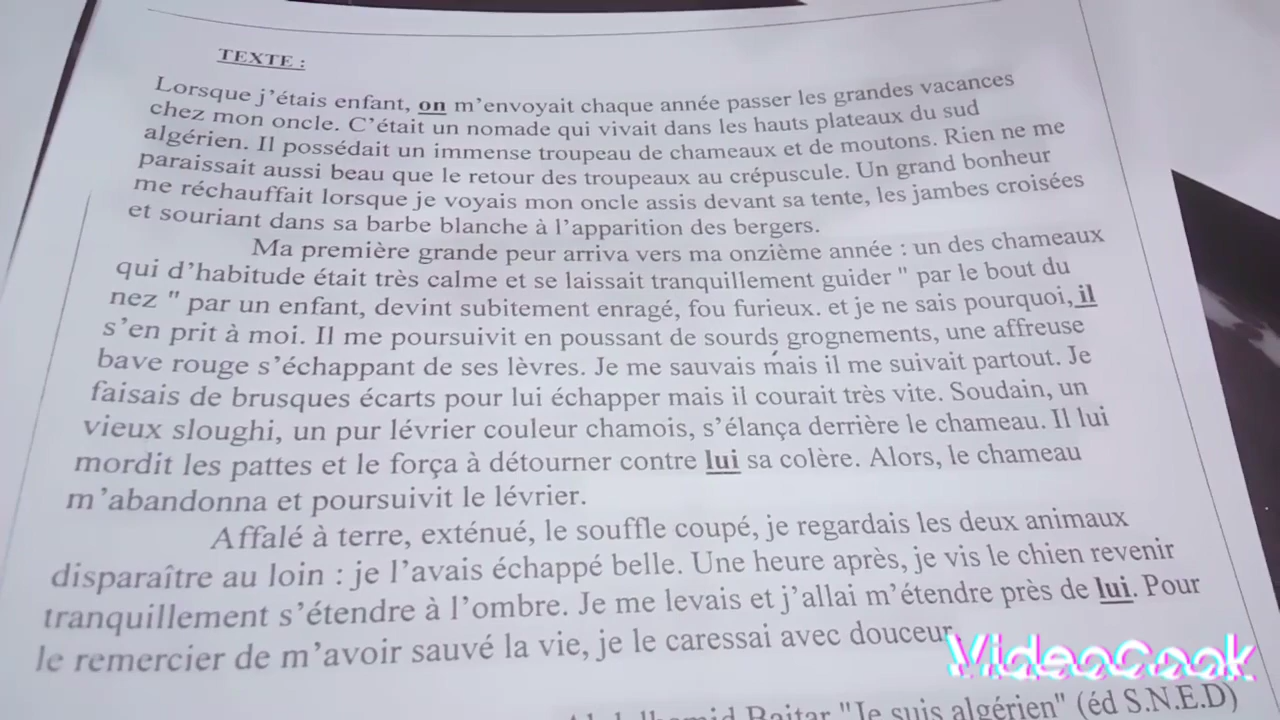 TEXTE :
Lorsque j'étais enfant, on m'envoyait chaque année passer les grandes vacances
chez mon oncle. C'était un nomade qui vivait dans les hauts plateaux du sud
algérien. Il possédait un immense troupeau de chameaux et de moutons. Rien ne me
paraissait aussi beau que le retour des troupeaux au crépuscule. Un grand bonheur
me réchauffait lorsque je voyais mon oncle assis devant sa tente, les jambes croisées
et souriant dans sa barbe blanche à l'apparition des bergers.
Ma première grande peur arriva vers ma onzième année : un des chameaux
qui d'habitude était très calme et se laissait tranquillement guider " par le bout du
nez " par un enfant, devint subitement enragé, fou furieux. et je ne sais pourquoi, il
s'en prit à moi. Il me poursuivit en poussant de sourds grognements, une affreuse
bave rouge s'échappant de ses lèvres. Je me sauvais mais il me suivait partout. Je
faisais de brusques écarts pour lui échapper mais il courait très vite. Soudain, un
vieux sloughi, un pur lévrier couleur chamois, s'élança derrière le chameau. Il lui
mordit les pattes et le força à détourner contre lui sa colère. Alors, le chameau
m'abandonna et poursuivit le lévrier.
Affalé à terre, exténué, le souffle coupé, je regardais les deux animaux
disparaître au loin : je l'avais échappé belle. Une heure après, je vis le chien revenir
tranquillement s'étendre à l'ombre. Je me levais et j'allai m'étendre près de lui. Pour
le remercier de m'avoir sauvé la vie, je le caressai avec douceur
VideoCook
"Je suis algérien" (éd S.N.E.D)